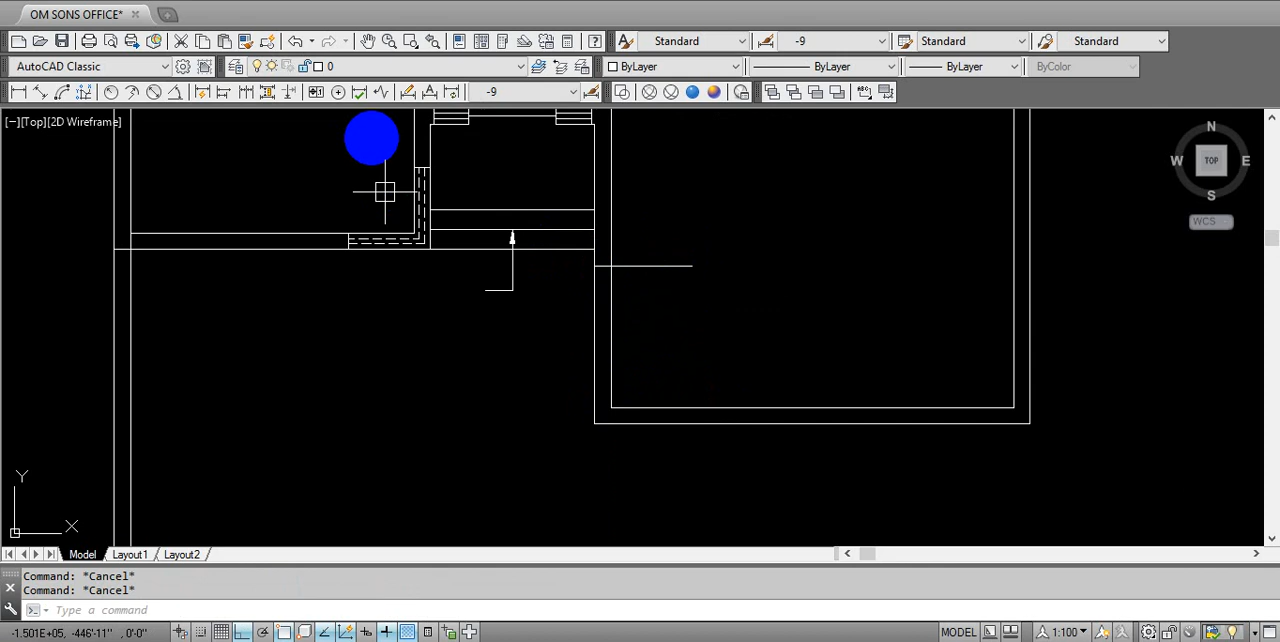 OM SONS OFFICE*
Standard -9 Standard Standard
AutoCAD Classic 0 ByLayer ByLayer ByLayer ByColor
-9
[−][Top][2D Wireframe]
N
W TOP E
S
WCS
Y
X
Model Layout1 Layout2
Command: *Cancel*
Command: *Cancel*
Type a command
-1.501E+05, -446'-11" , 0'-0" MODEL 1:100